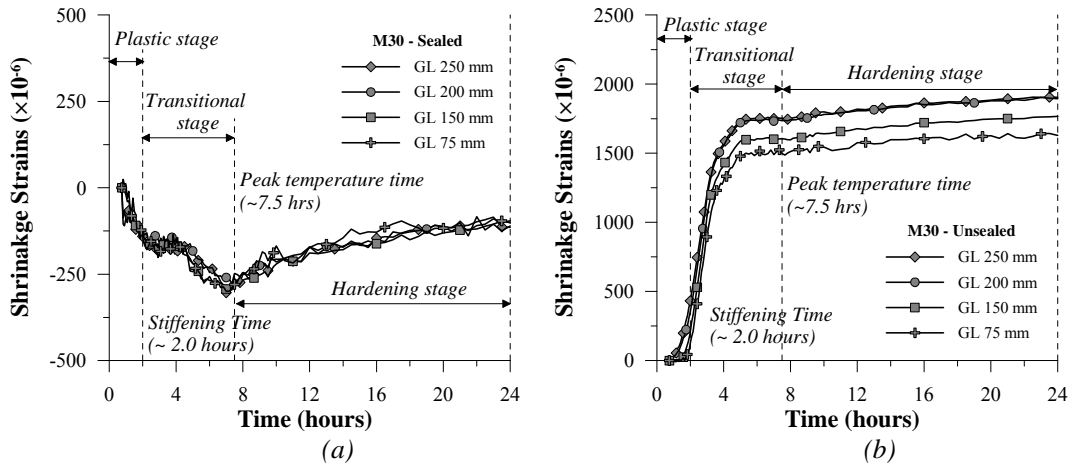 500
250
0
-250
-500
0
4
8
12
16
20
24
Shrinakge Strains (×10⁻⁶)
Time (hours)
Plastic stage
Transitional
stage
M30 - Sealed
GL 250 mm
GL 200 mm
GL 150 mm
GL 75 mm
Peak temperature time
(~7.5 hrs)
Hardening stage
Stiffening Time
(~ 2.0 hours)
(a)
2500
2000
1500
1000
500
0
0
4
8
12
16
20
24
Shrinakge Strains (×10⁻⁶)
Time (hours)
Plastic stage
Transitional
stage
Hardening stage
Peak temperature time
(~7.5 hrs)
M30 - Unsealed
GL 250 mm
GL 200 mm
GL 150 mm
GL 75 mm
Stiffening Time
(~ 2.0 hours)
(b)